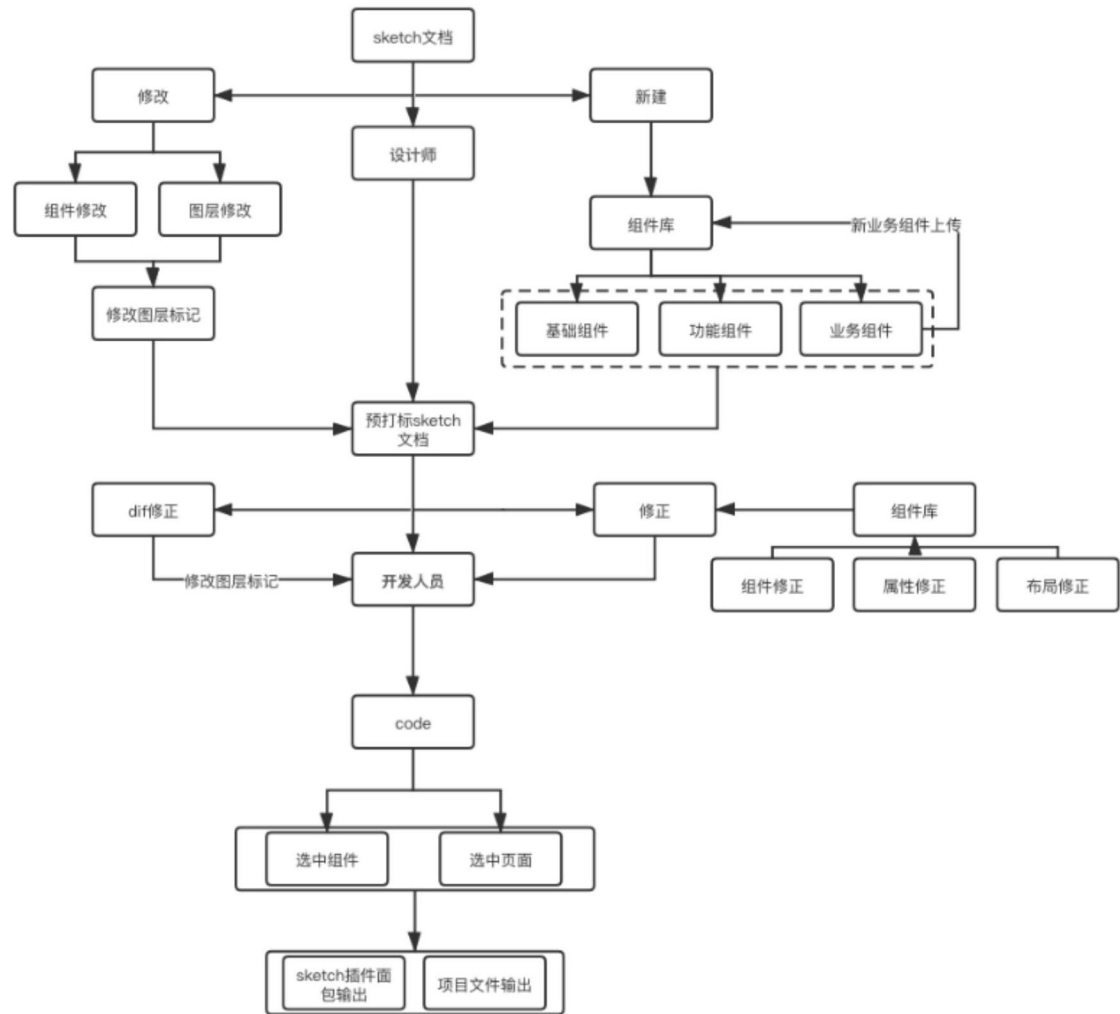 sketch文档
修改
新建
设计师
组件修改
图层修改
组件库
新业务组件上传
修改图层标记
基础组件
功能组件
业务组件
预打标sketch
文档
dif修正
修正
组件库
修改图层标记
开发人员
组件修正
属性修正
布局修正
code
选中组件
选中页面
sketch插件面
包输出
项目文件输出